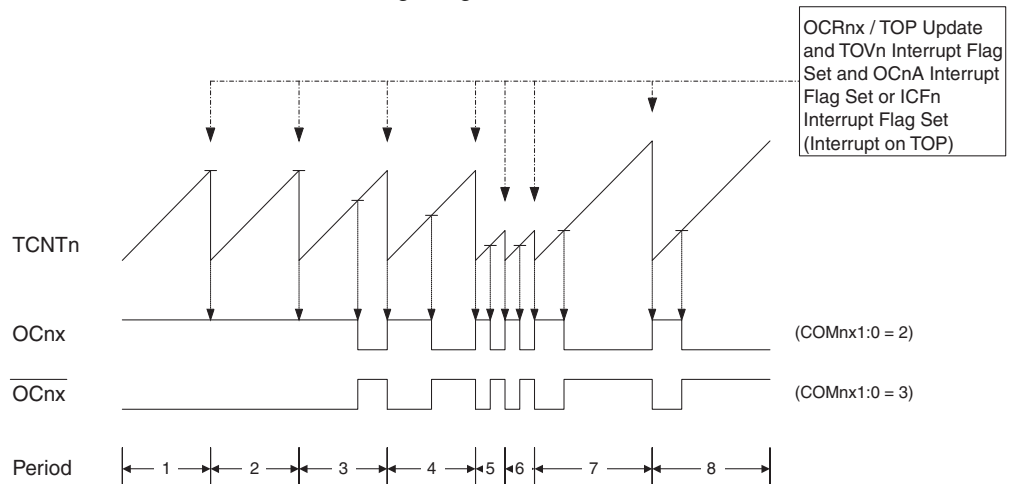 OCRnx / TOP Update
and TOVn Interrupt Flag
Set and OCnA Interrupt
Flag Set or ICFn
Interrupt Flag Set
(Interrupt on TOP)
TCNTn
OCnx (COMnx1:0 = 2)
OCnx (COMnx1:0 = 3)
Period 1 2 3 4 5 6 7 8